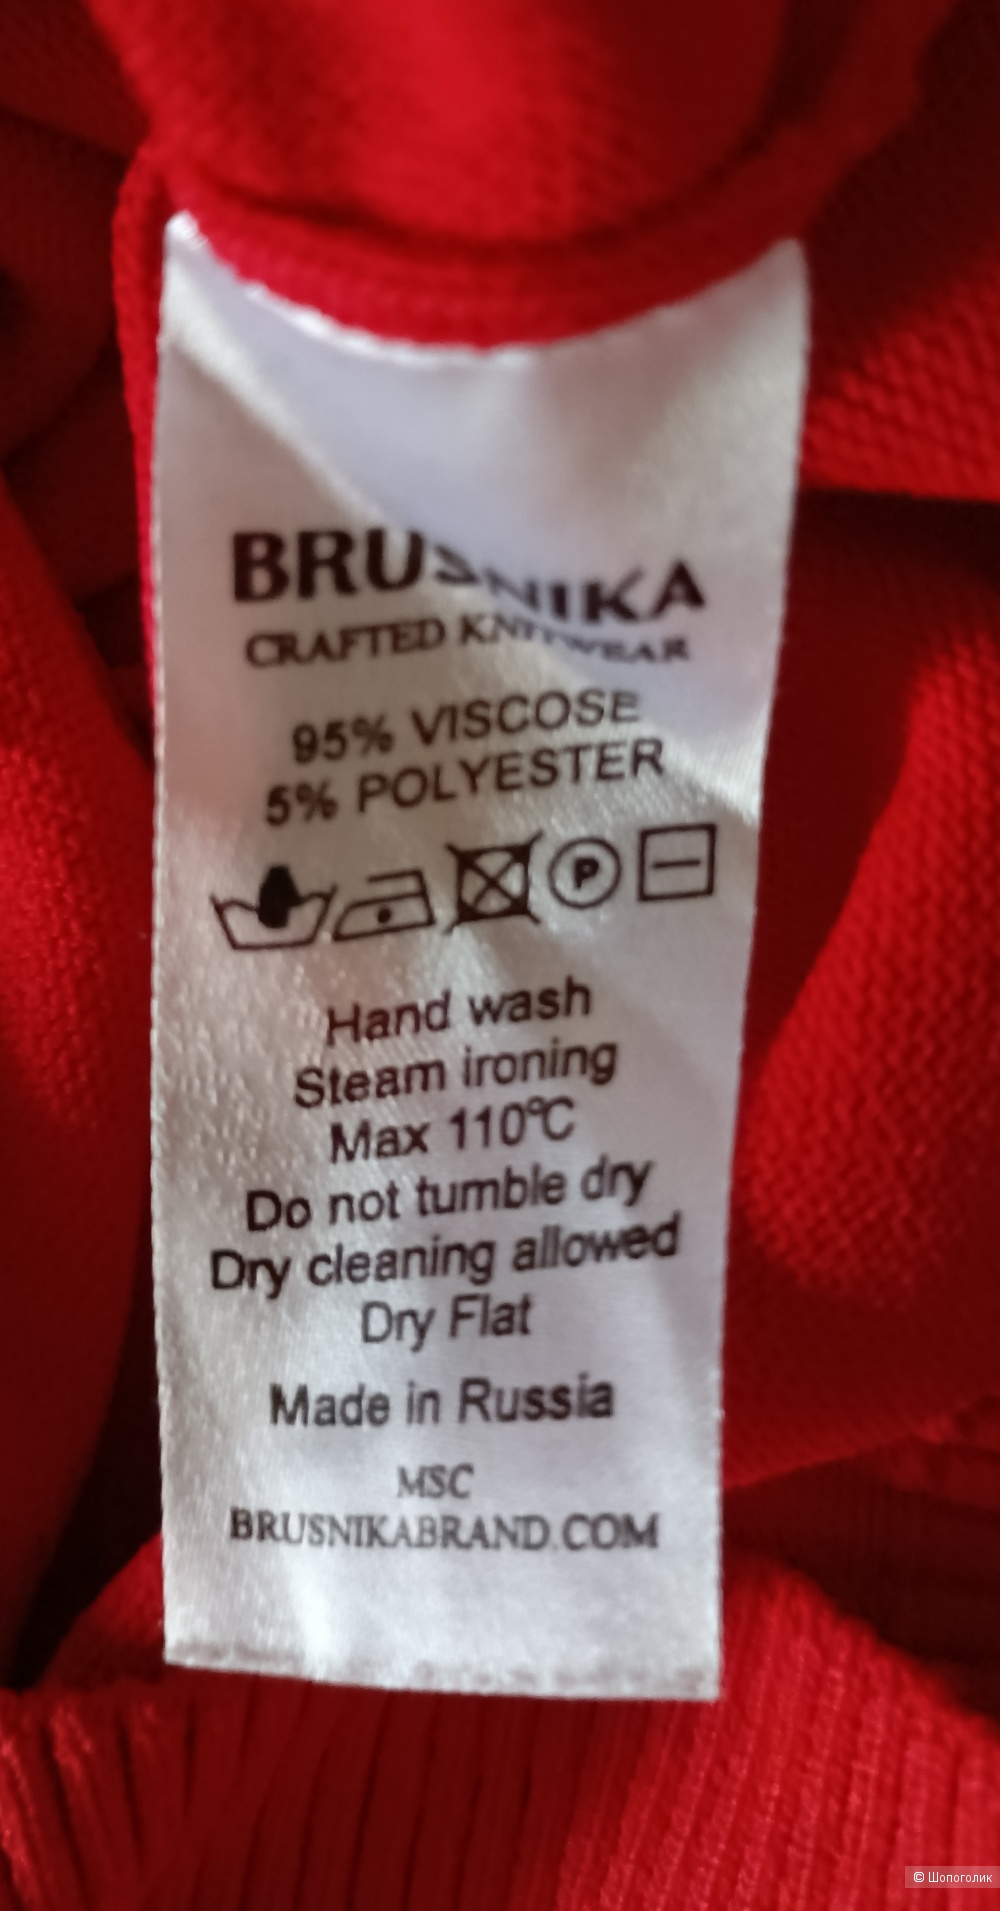 BRUSNIKA
CRAFTED KNITWEAR
95% VISCOSE
5% POLYESTER
P
Hand wash
Steam ironing
Max 110°C
Do not tumble dry
Dry cleaning allowed
Dry Flat
Made in Russia
MSC
BRUSNIKABRAND.COM
© Шопоголик